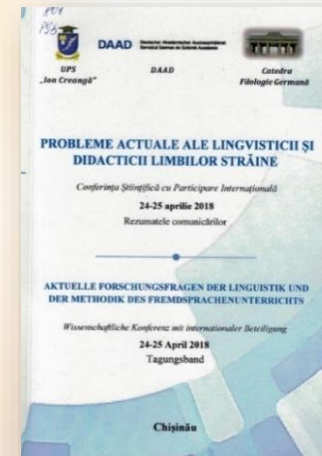 UPS
„Ion Creangă"
DAAD
DAAD
Catedra
Filologie Germană
PROBLEME ACTUALE ALE LINGVISTICII ȘI
DIDACTICII LIMBILOR STRĂINE
Conferința Științifică cu Participare Internațională
24-25 aprilie 2018
Rezumatele comunicărilor
AKTUELLE FORSCHUNGSFRAGEN DER LINGUISTIK UND
DER METHODIK DES FREMDSPRACHENUNTERRICHTS
Wissenschaftliche Konferenz mit internationaler Beteiligung
24-25 April 2018
Tagungsband
Chișinău